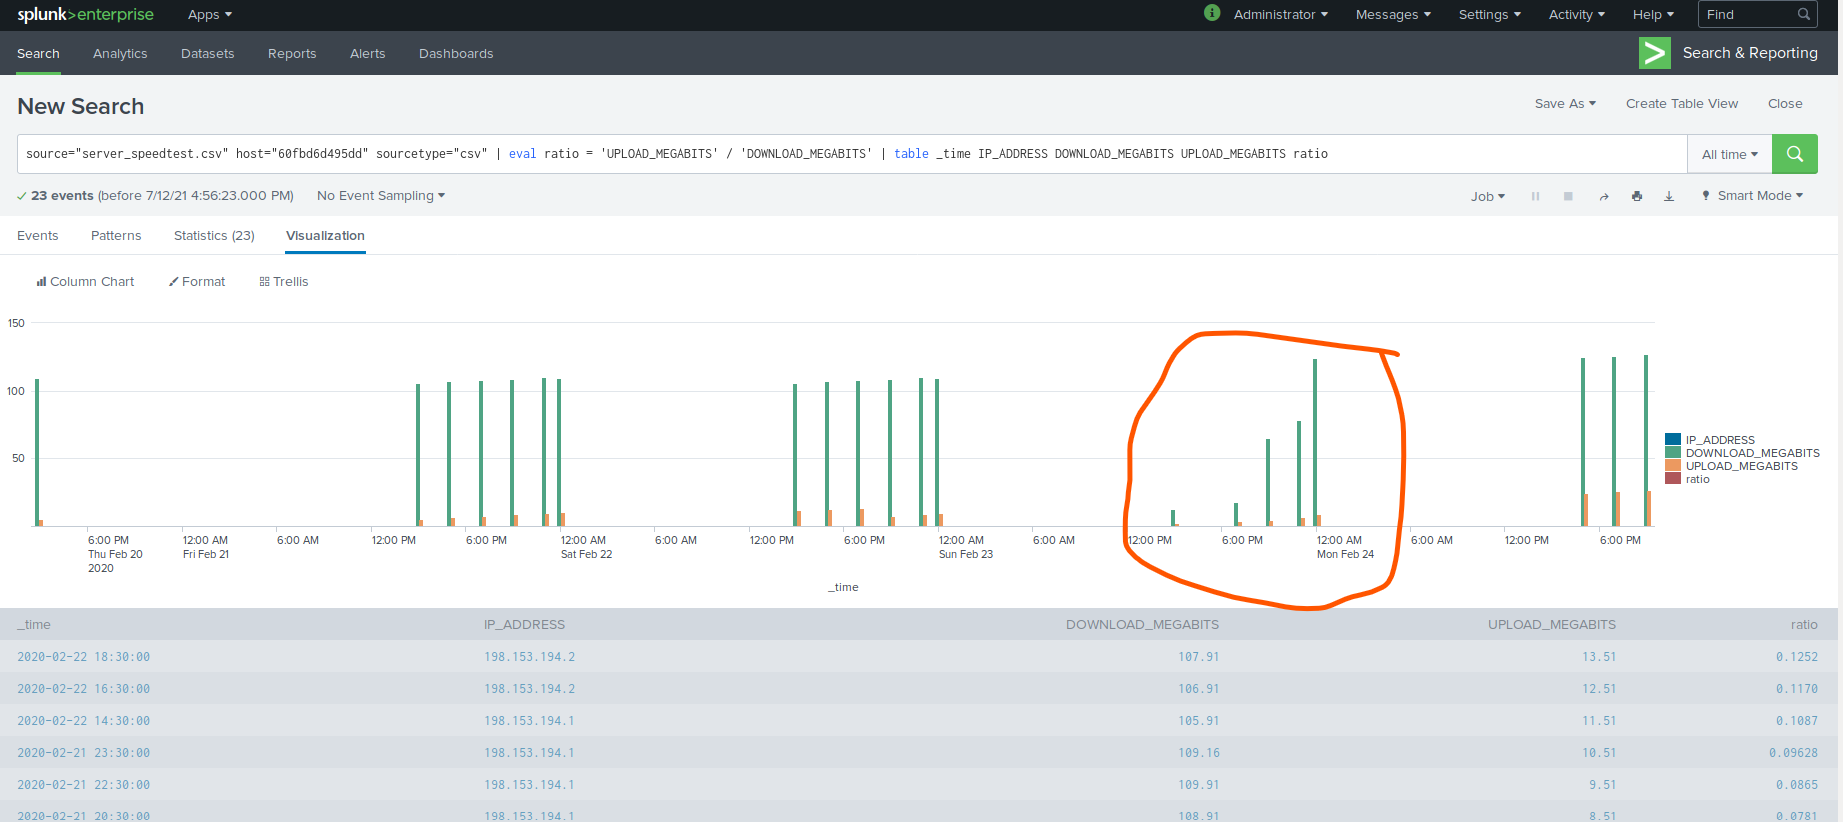 splunk>enterprise Apps Administrator Messages Settings Activity Help Find
Search Analytics Datasets Reports Alerts Dashboards Search & Reporting
New Search Save As Create Table View Close
source="server_speedtest.csv" host="60fbd6d495dd" sourcetype="csv" | eval ratio = 'UPLOAD_MEGABITS' / 'DOWNLOAD_MEGABITS' | table _time IP_ADDRESS DOWNLOAD_MEGABITS UPLOAD_MEGABITS ratio All time
23 events (before 7/12/21 4:56:23.000 PM) No Event Sampling Job Smart Mode
Events Patterns Statistics (23) Visualization
Column Chart Format Trellis
150
100
50
IP_ADDRESS
DOWNLOAD_MEGABITS
UPLOAD_MEGABITS
ratio
6:00 PM 12:00 AM 6:00 AM 12:00 PM 6:00 PM 12:00 AM 6:00 AM 12:00 PM 6:00 PM 12:00 AM 6:00 AM 12:00 PM 6:00 PM 12:00 AM 6:00 AM 12:00 PM 6:00 PM
Thu Feb 20 Fri Feb 21 Sat Feb 22 Sun Feb 23 Mon Feb 24
2020
_time
_time IP_ADDRESS DOWNLOAD_MEGABITS UPLOAD_MEGABITS ratio
2020-02-22 18:30:00 198.153.194.2 107.91 13.51 0.1252
2020-02-22 16:30:00 198.153.194.2 106.91 12.51 0.1170
2020-02-22 14:30:00 198.153.194.1 105.91 11.51 0.1087
2020-02-21 23:30:00 198.153.194.1 109.16 10.51 0.09628
2020-02-21 22:30:00 198.153.194.1 109.91 9.51 0.0865
2020-02-21 20:30:00 198.153.194.1 108.91 8.51 0.0781